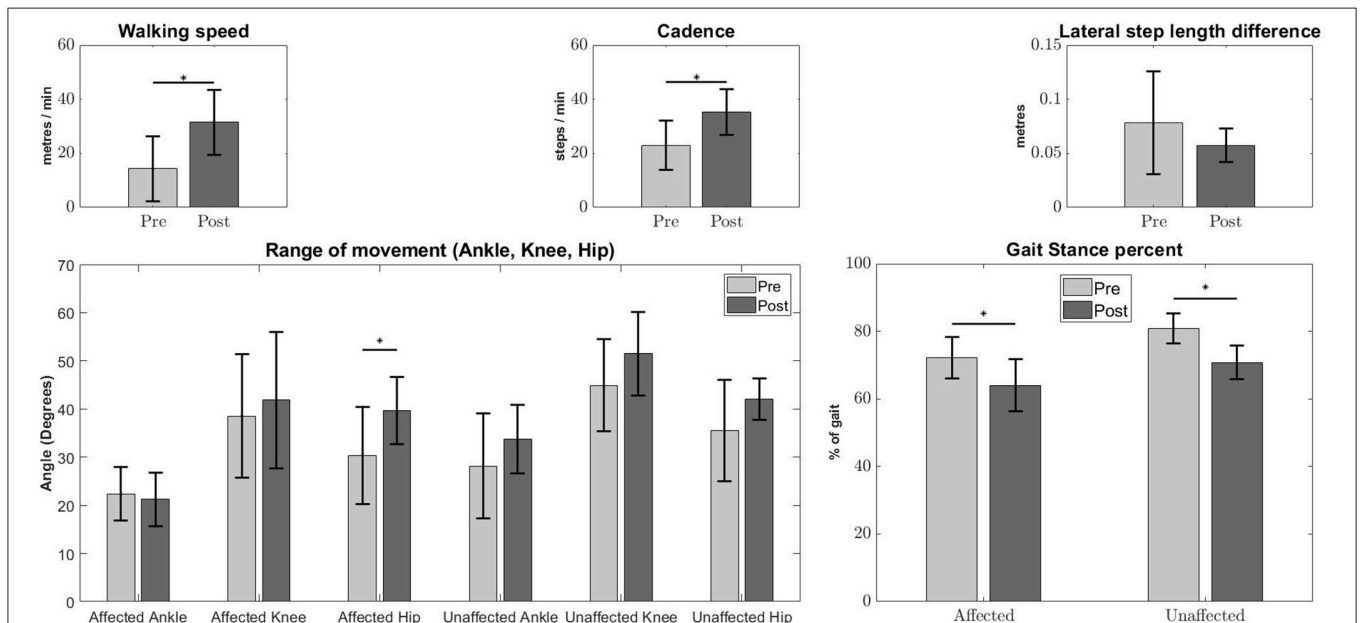 Walking speed
60
40
20
0
metres / min
*
Pre Post
Cadence
60
40
20
0
steps / min
*
Pre Post
Lateral step length difference
0.15
0.1
0.05
0
metres
Pre Post
Range of movement (Ankle, Knee, Hip)
70
60
50
40
30
20
10
0
Angle (Degrees)
Pre
Post
*
Affected Ankle Affected Knee Affected Hip Unaffected Ankle Unaffected Knee Unaffected Hip
Gait Stance percent
100
80
60
40
20
0
% of gait
Pre
Post
*
*
Affected Unaffected